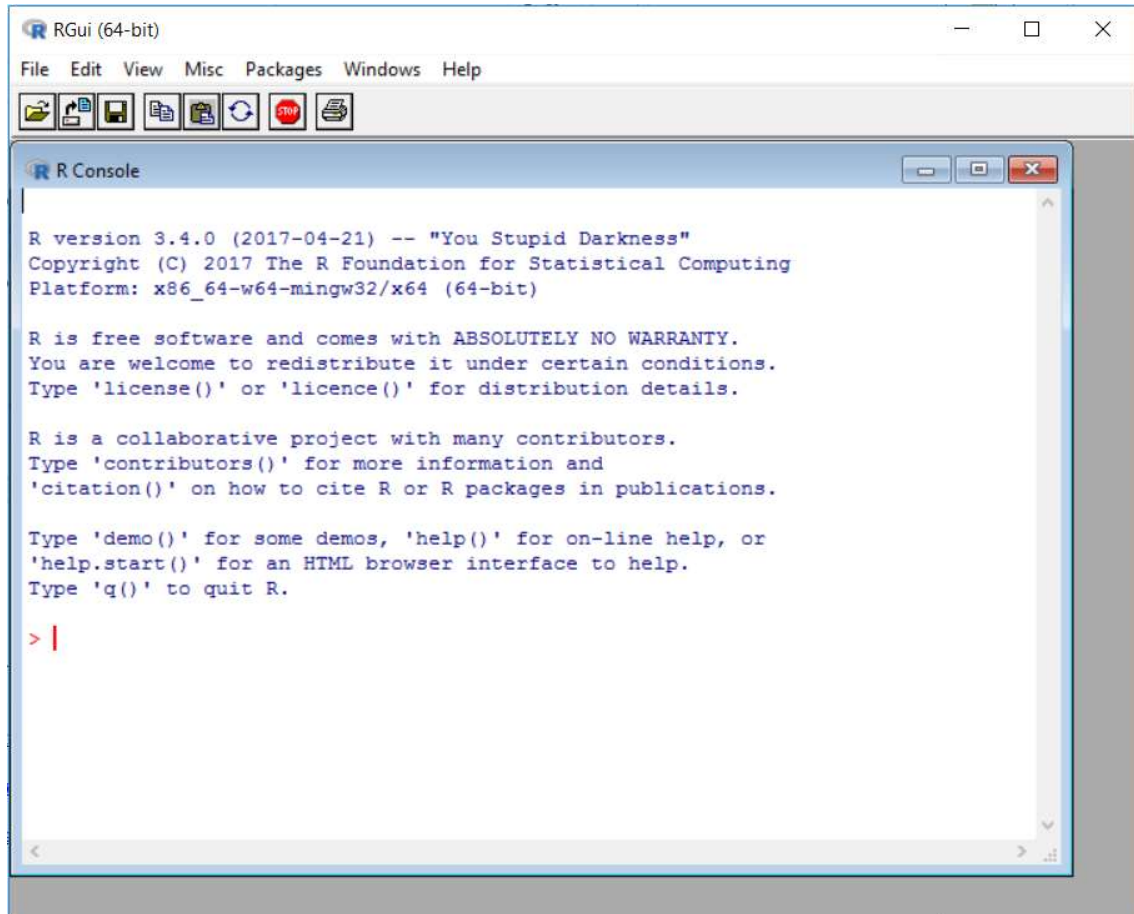 RGui (64-bit)
File Edit View Misc Packages Windows Help
STOP
R Console
R version 3.4.0 (2017-04-21) -- "You Stupid Darkness"
Copyright (C) 2017 The R Foundation for Statistical Computing
Platform: x86_64-w64-mingw32/x64 (64-bit)
R is free software and comes with ABSOLUTELY NO WARRANTY.
You are welcome to redistribute it under certain conditions.
Type 'license()' or 'licence()' for distribution details.
R is a collaborative project with many contributors.
Type 'contributors()' for more information and
'citation()' on how to cite R or R packages in publications.
Type 'demo()' for some demos, 'help()' for on-line help, or
'help.start()' for an HTML browser interface to help.
Type 'q()' to quit R.
>